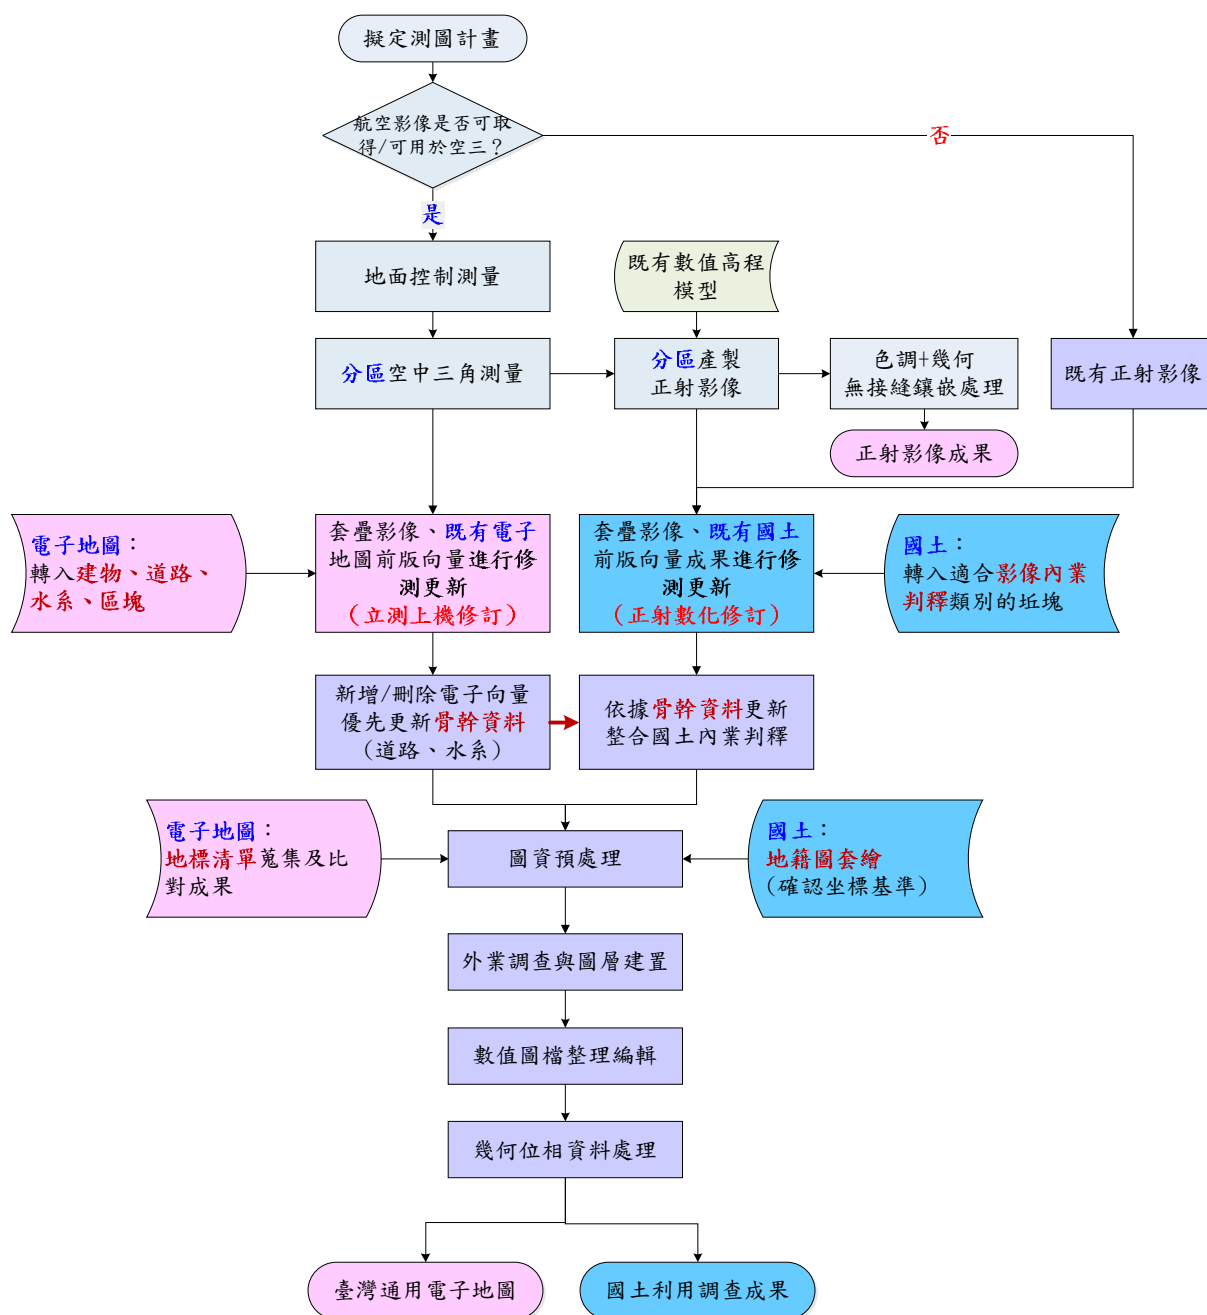 擬定測圖計畫
航空影像是否可取
得/可用於空三？
否
是
地面控制測量
既有數值高程
模型
分區空中三角測量
分區產製
正射影像
色調+幾何
無接縫鑲嵌處理
既有正射影像
正射影像成果
電子地圖：
轉入建物、道路、
水系、區塊
套疊影像、既有電子
地圖前版向量進行修
測更新
（立測上機修訂）
套疊影像、既有國土
前版向量成果進行修
測更新
（正射數化修訂）
國土：
轉入適合影像內業
判釋類別的坵塊
新增/刪除電子向量
優先更新骨幹資料
(道路、水系）
依據骨幹資料更新
整合國土內業判釋
電子地圖：
地標清單蒐集及比
對成果
圖資預處理
國土：
地籍圖套繪
(確認坐標基準）
外業調查與圖層建置
數值圖檔整理編輯
幾何位相資料處理
臺灣通用電子地圖
國土利用調查成果